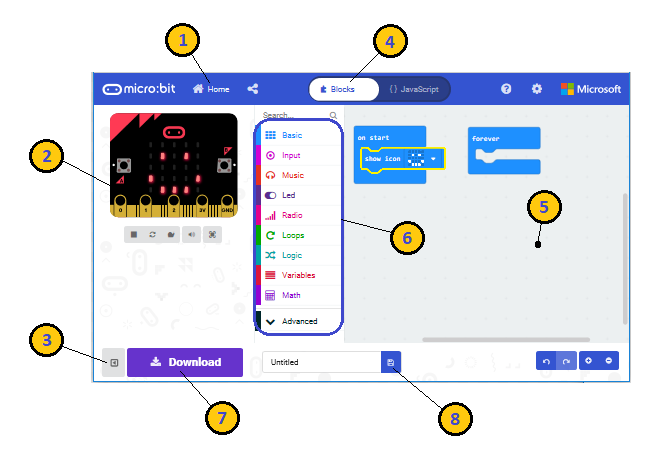 1
4
micro:bit
Home
Blocks
{} JavaScript
?
Microsoft
Search...
2
0 1 2 3V GND
Basic
Input
Music
Led
Radio
Loops
Logic
Variables
Math
Advanced
on start
show icon
forever
5
6
3
Download
Untitled
7
8